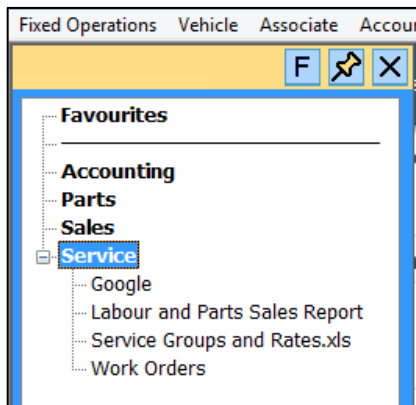 Fixed Operations Vehicle Associate Accoun
F
Favourites
Accounting
Parts
Sales
Service
Google
Labour and Parts Sales Report
Service Groups and Rates.xls
Work Orders